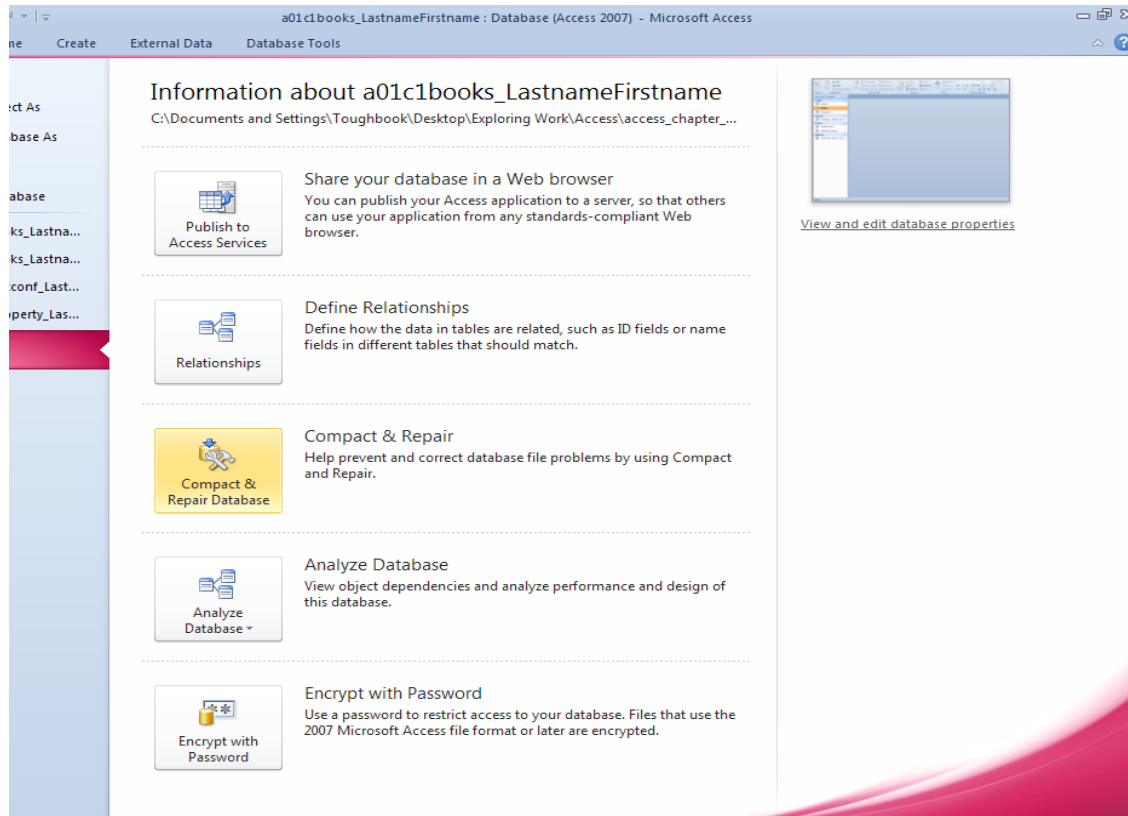 a01c1books_LastnameFirstname : Database (Access 2007) - Microsoft Access
me Create External Data Database Tools
ect As
base As
abase
ks_Lastna...
ks_Lastna...
conf_Last...
perty_Las...
Information about a01c1books_LastnameFirstname
C:\Documents and Settings\Toughbook\Desktop\Exploring Work\Access\access_chapter_...
Publish to
Access Services
Share your database in a Web browser
You can publish your Access application to a server, so that others
can use your application from any standards-compliant Web
browser.
Relationships
Define Relationships
Define how the data in tables are related, such as ID fields or name
fields in different tables that should match.
Compact &
Repair Database
Compact & Repair
Help prevent and correct database file problems by using Compact
and Repair.
Analyze
Database
Analyze Database
View object dependencies and analyze performance and design of
this database.
Encrypt with
Password
Encrypt with Password
Use a password to restrict access to your database. Files that use the
2007 Microsoft Access file format or later are encrypted.
View and edit database properties